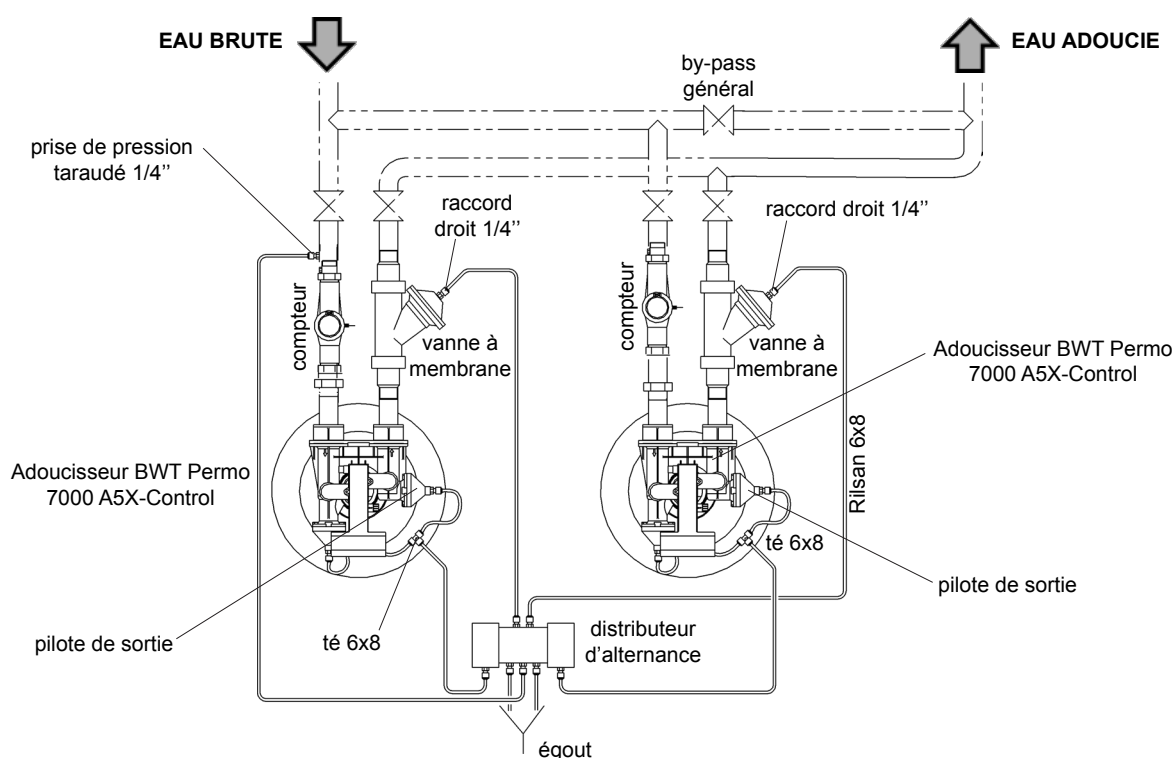 EAU BRUTE
EAU ADOUCIE
by-pass
général
prise de pression
taraudé 1/4’’
raccord
droit 1/4’’
raccord droit 1/4’’
compteur
vanne à
membrane
compteur
vanne à
membrane
Adoucisseur BWT Permo
7000 A5X-Control
Adoucisseur BWT Permo
7000 A5X-Control
Rilsan 6x8
té 6x8
pilote de sortie
pilote de sortie
té 6x8
distributeur
d’alternance
égout